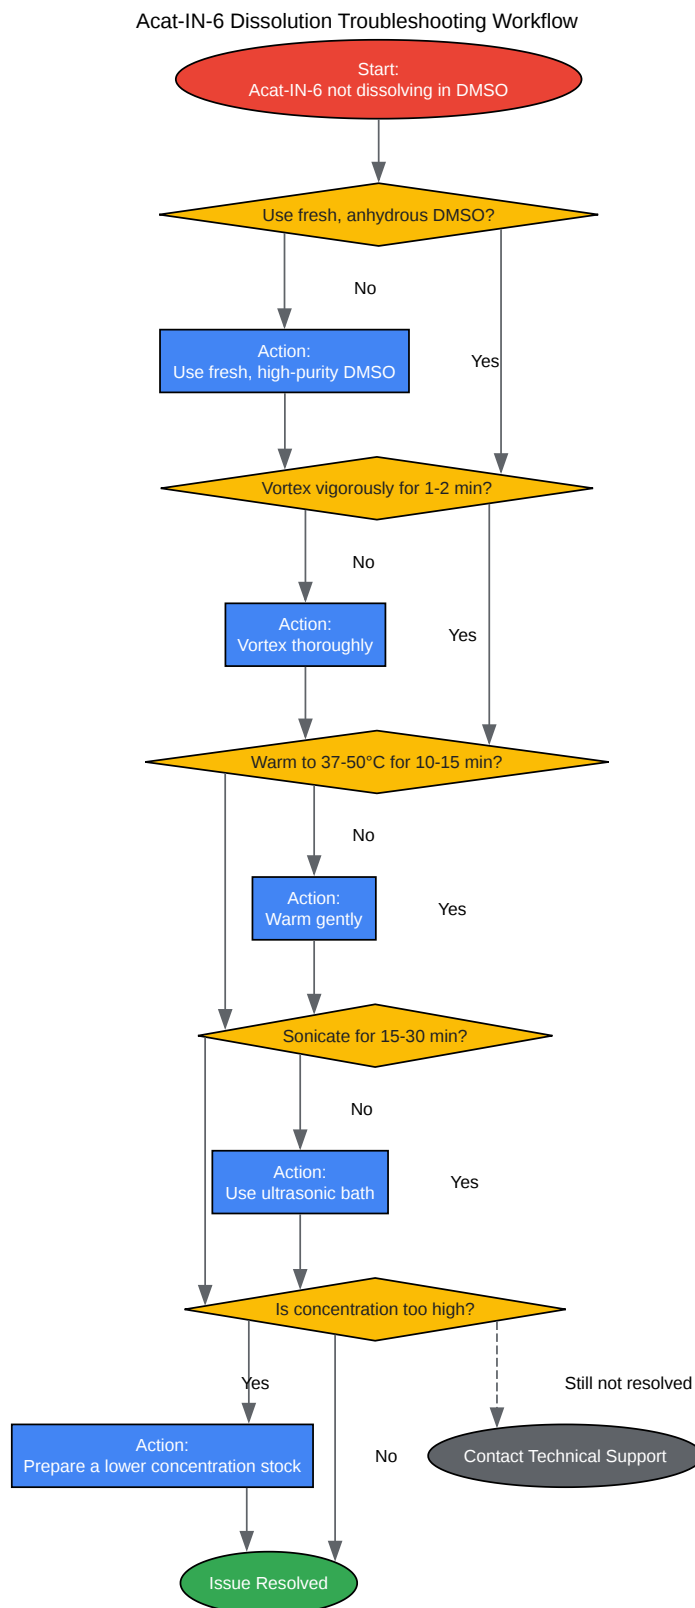 Acat-IN-6 Dissolution Troubleshooting Workflow
Start:
Acat-IN-6 not dissolving in DMSO
Use fresh, anhydrous DMSO?
No
Action:
Use fresh, high-purity DMSO
Yes
Vortex vigorously for 1-2 min?
No
Action:
Vortex thoroughly
Yes
Warm to 37-50°C for 10-15 min?
No
Action:
Warm gently
Yes
Sonicate for 15-30 min?
No
Action:
Use ultrasonic bath
Yes
Is concentration too high?
Yes
Still not resolved
Action:
Prepare a lower concentration stock
No
Contact Technical Support
Issue Resolved